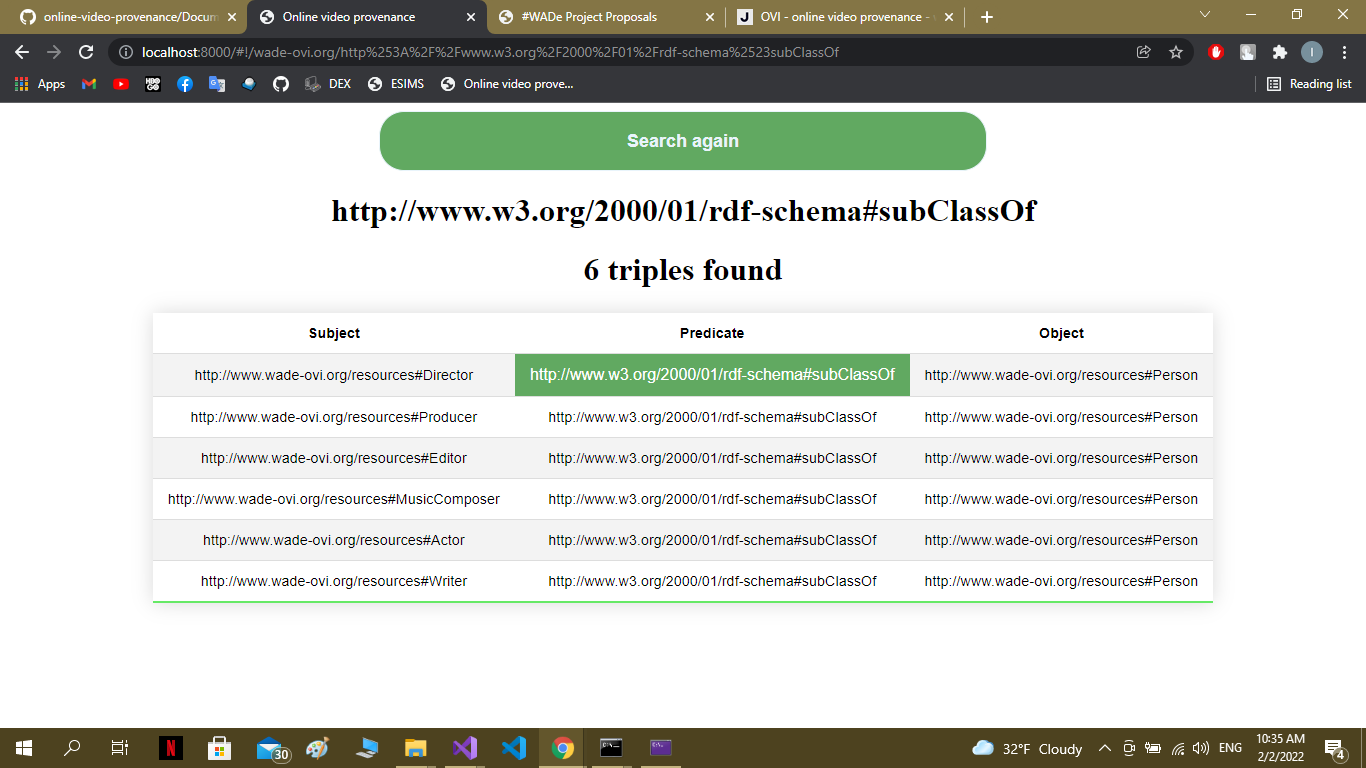 online-video-provenance/Docum
Online video provenance
#WADe Project Proposals
OVI - online video provenance -
localhost:8000/#!/wade-ovi.org/http%253A%2F%2Fwww.w3.org%2F2000%2F01%2Frdf-schema%2523subClassOf
Apps
HBO GO
DEX
ESIMS
Online video prove...
Reading list
Search again
http://www.w3.org/2000/01/rdf-schema#subClassOf
6 triples found
Subject Predicate Object
http://www.wade-ovi.org/resources#Director http://www.w3.org/2000/01/rdf-schema#subClassOf http://www.wade-ovi.org/resources#Person
http://www.wade-ovi.org/resources#Producer http://www.w3.org/2000/01/rdf-schema#subClassOf http://www.wade-ovi.org/resources#Person
http://www.wade-ovi.org/resources#Editor http://www.w3.org/2000/01/rdf-schema#subClassOf http://www.wade-ovi.org/resources#Person
http://www.wade-ovi.org/resources#MusicComposer http://www.w3.org/2000/01/rdf-schema#subClassOf http://www.wade-ovi.org/resources#Person
http://www.wade-ovi.org/resources#Actor http://www.w3.org/2000/01/rdf-schema#subClassOf http://www.wade-ovi.org/resources#Person
http://www.wade-ovi.org/resources#Writer http://www.w3.org/2000/01/rdf-schema#subClassOf http://www.wade-ovi.org/resources#Person
30
32°F Cloudy
ENG
10:35 AM
2/2/2022
4